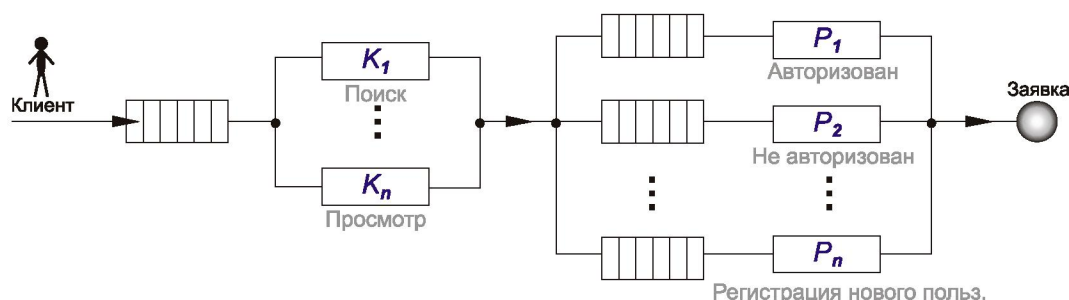 Клиент
K1
Поиск
Kn
Просмотр
P1
Авторизован
P2
Не авторизован
Pn
Регистрация нового польз.
Заявка